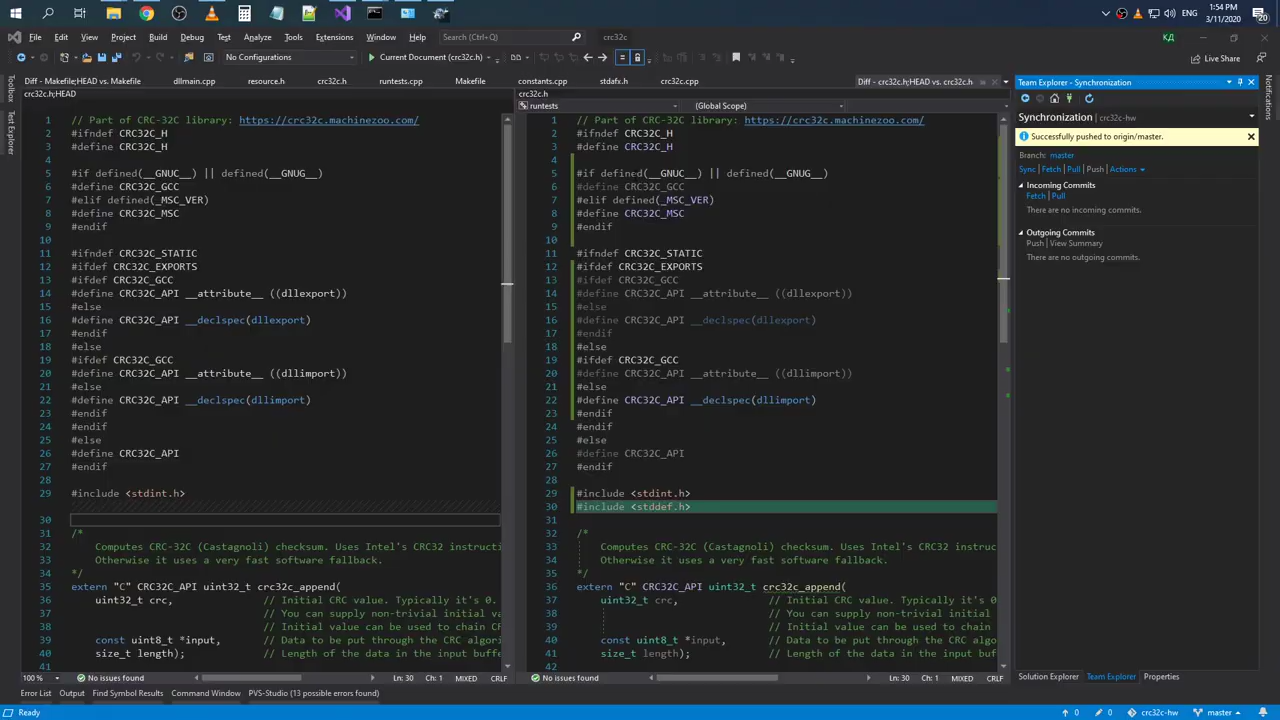 ENG
1:54 PM
3/11/2020
20
File Edit View Project Build Debug Test Analyze Tools Extensions Window Help Search (Ctrl+Q) crc32c КД
No Configurations Current Document (crc32c.h) Live Share
Toolbox
Test Explorer
Diff - Makefile;HEAD vs. Makefile dllmain.cpp resource.h crc32c.h runtests.cpp Makefile constants.cpp stdafx.h crc32c.cpp Diff - crc32c.h;HEAD vs. crc32c.h
crc32c.h;HEAD
1 // Part of CRC-32C library: https://crc32c.machinezoo.com/
2 #ifndef CRC32C_H
3 #define CRC32C_H
4
5 #if defined(__GNUC__) || defined(__GNUG__)
6 #define CRC32C_GCC
7 #elif defined(_MSC_VER)
8 #define CRC32C_MSC
9 #endif
10
11 #ifndef CRC32C_STATIC
12 #ifdef CRC32C_EXPORTS
13 #ifdef CRC32C_GCC
14 #define CRC32C_API __attribute__ ((dllexport))
15 #else
16 #define CRC32C_API __declspec(dllexport)
17 #endif
18 #else
19 #ifdef CRC32C_GCC
20 #define CRC32C_API __attribute__ ((dllimport))
21 #else
22 #define CRC32C_API __declspec(dllimport)
23 #endif
24 #endif
25 #else
26 #define CRC32C_API
27 #endif
28
29 #include <stdint.h>
30
31 /*
32 Computes CRC-32C (Castagnoli) checksum. Uses Intel's CRC32 instructi
33 Otherwise it uses a very fast software fallback.
34 */
35 extern "C" CRC32C_API uint32_t crc32c_append(
36 uint32_t crc, // Initial CRC value. Typically it's 0.
37 // You can supply non-trivial initial va
38 // Initial value can be used to chain CR
39 const uint8_t *input, // Data to be put through the CRC algori
40 size_t length); // Length of the data in the input buffe
41
100 % No issues found Ln: 30 Ch: 1 MIXED CRLF
crc32c.h
runtests (Global Scope)
1 // Part of CRC-32C library: https://crc32c.machinezoo.com/
2 #ifndef CRC32C_H
3 #define CRC32C_H
4
5 #if defined(__GNUC__) || defined(__GNUG__)
6 #define CRC32C_GCC
7 #elif defined(_MSC_VER)
8 #define CRC32C_MSC
9 #endif
10
11 #ifndef CRC32C_STATIC
12 #ifdef CRC32C_EXPORTS
13 #ifdef CRC32C_GCC
14 #define CRC32C_API __attribute__ ((dllexport))
15 #else
16 #define CRC32C_API __declspec(dllexport)
17 #endif
18 #else
19 #ifdef CRC32C_GCC
20 #define CRC32C_API __attribute__ ((dllimport))
21 #else
22 #define CRC32C_API __declspec(dllimport)
23 #endif
24 #endif
25 #else
26 #define CRC32C_API
27 #endif
28
29 #include <stdint.h>
30 #include <stddef.h>
31
32 /*
33 Computes CRC-32C (Castagnoli) checksum. Uses Intel's CRC32 instruc
34 Otherwise it uses a very fast software fallback.
35 */
36 extern "C" CRC32C_API uint32_t crc32c_append(
37 uint32_t crc, // Initial CRC value. Typically it's 0
38 // You can supply non-trivial initial
39 // Initial value can be used to chain
40 const uint8_t *input, // Data to be put through the CRC algo
41 size_t length); // Length of the data in the input buf
42
No issues found Ln: 30 Ch: 1 MIXED CRLF
Team Explorer - Synchronization
Synchronization | crc32c-hw
Successfully pushed to origin/master.
Branch: master
Sync | Fetch | Pull | Push | Actions
Incoming Commits
Fetch | Pull
There are no incoming commits.
Outgoing Commits
Push | View Summary
There are no outgoing commits.
Solution Explorer Team Explorer Properties
Notifications
Error List Output Find Symbol Results Command Window PVS-Studio (13 possible errors found)
Ready 0 0 crc32c-hw master